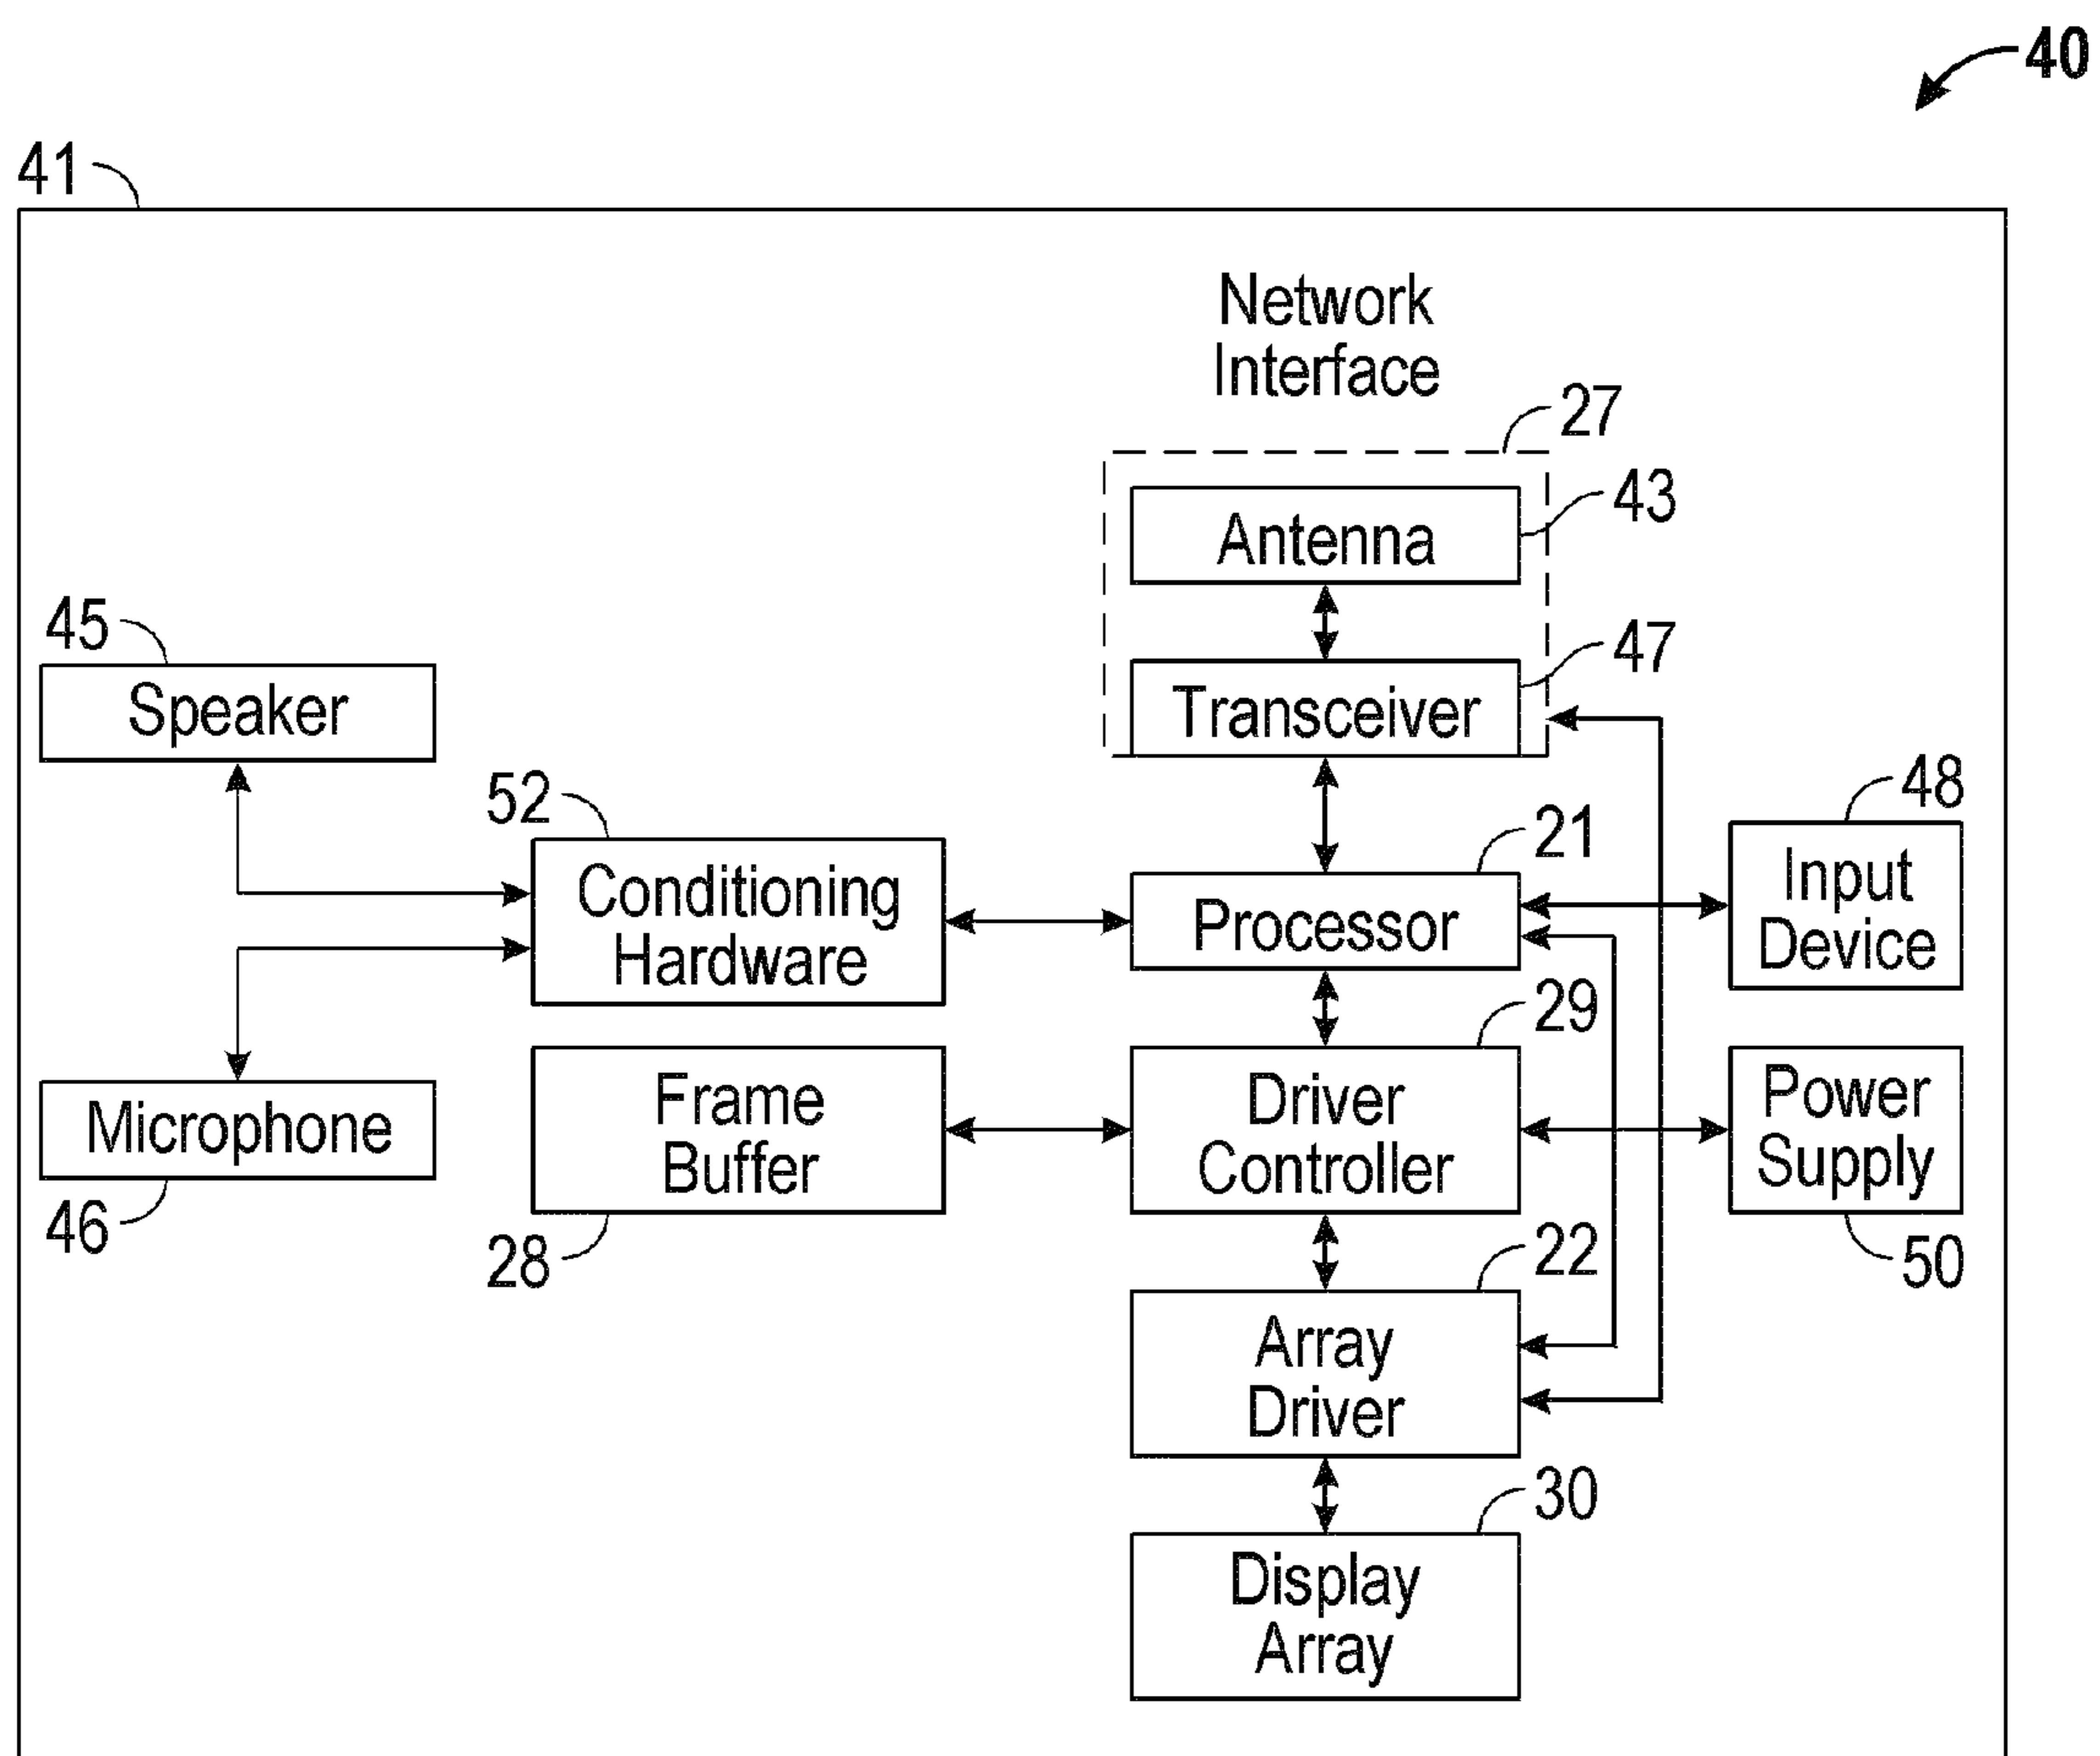 40
41
Network
Interface
27
Antenna
43
45
Speaker
Transceiver
47
52
Conditioning
Hardware
21
Processor
48
Input
Device
Microphone
46
Frame
Buffer
28
29
Driver
Controller
Power
Supply
50
22
Array
Driver
30
Display
Array